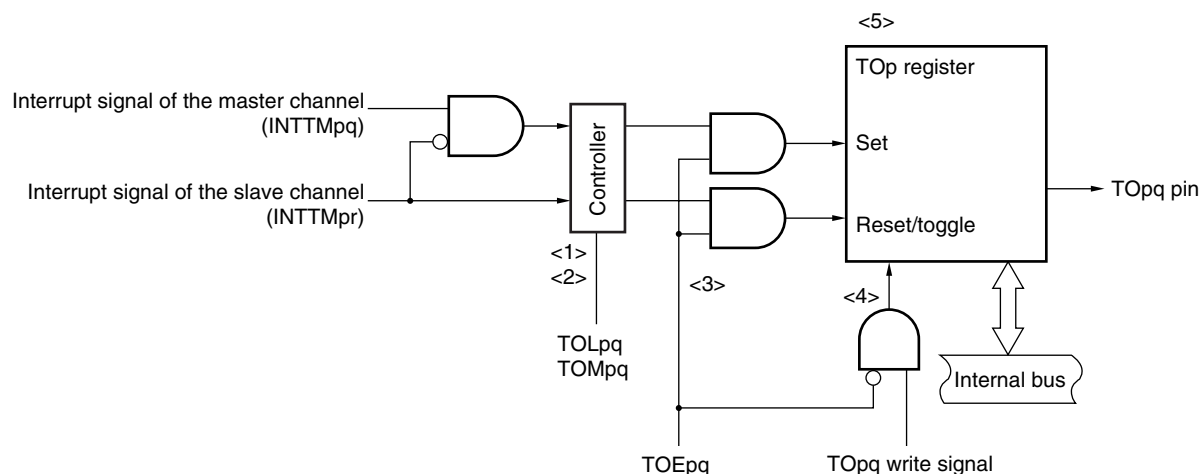 <5>
TOp register
Interrupt signal of the master channel
(INTTMpq)
Controller
Set
Interrupt signal of the slave channel
(INTTMpr)
TOpq pin
Reset/toggle
<1>
<2>
<3>
<4>
TOLpq
TOMpq
Internal bus
TOEpq
TOpq write signal